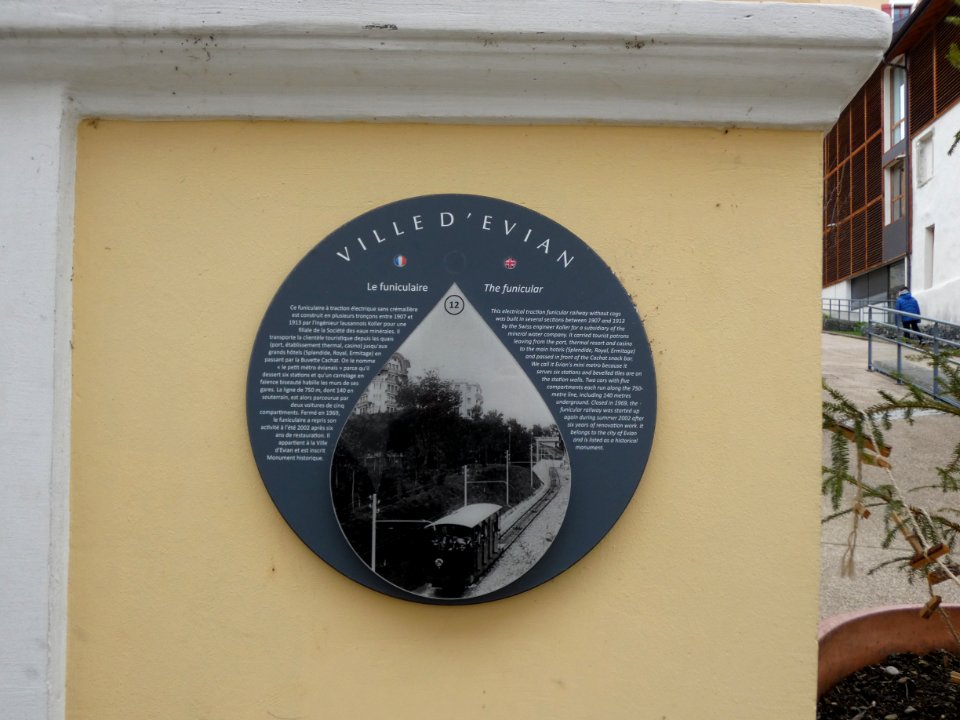 VILLE D'EVIAN
Le funiculaire
Ce funiculaire à traction électrique sans crémaillère
est construit en plusieurs tronçons entre 1907 et
1913 par l'ingénieur lausannois Koller pour une
filiale de la Société des eaux minérales. Il
transporte la clientèle touristique depuis les quais
(port, établissement thermal, casino) jusqu'aux
grands hôtels (Splendide, Royal, Ermitage) en
passant par la Buvette Cachat. On le nomme
« le petit métro évianais » parce qu'il
dessert six stations et qu'un carrelage en
faïence biseauté habille les murs de ses
gares. La ligne de 750 m, dont 140 en
souterrain, est alors parcourue par
deux voitures de cinq
compartiments. Fermé en 1969,
le funiculaire a repris son
activité à l'été 2002 après six
ans de restauration. Il
appartient à la Ville
d'Evian et est inscrit
Monument historique.
12
The funicular
This electrical traction funicular railway without cogs
was built in several sections between 1907 and 1913
by the Swiss engineer Koller for a subsidiary of the
mineral water company. It carried tourist patrons
leaving from the port, thermal resort and casino
to the main hotels (Splendide, Royal, Ermitage)
and passed in front of the Cachat snack bar.
We call it Evian's mini metro because it
serves six stations and bevelled tiles are on
the station walls. Two cars with five
compartments each run along the 750-
metre line, including 140 metres
underground. Closed in 1969, the
funicular railway was started up
again during summer 2002 after
six years of renovation work. It
belongs to the city of Evian
and is listed as a historical
monument.